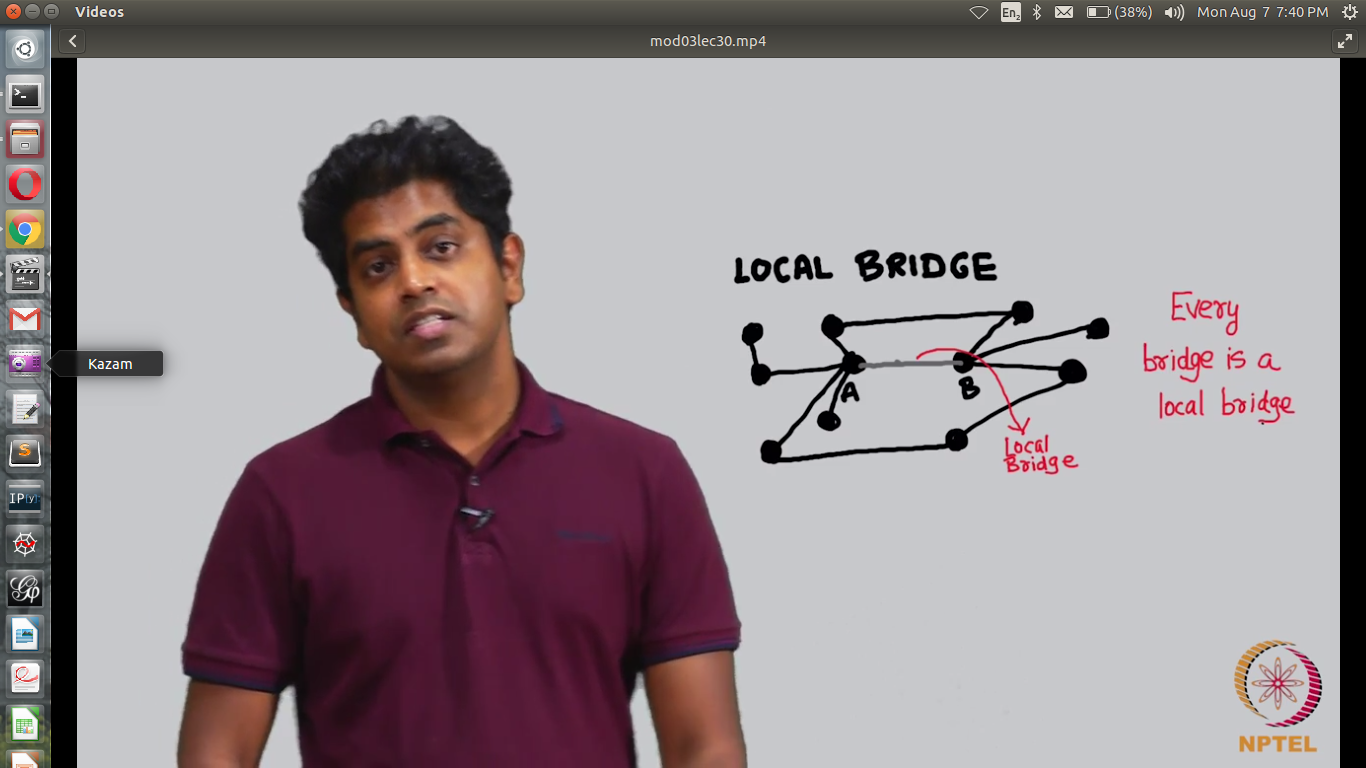 Videos
En2
(38%)
Mon Aug 7 7:40 PM
mod03lec30.mp4
Kazam
LOCAL BRIDGE
A
B
Local
Bridge
Every
bridge is a
local bridge
NPTEL
S
IP[y]: